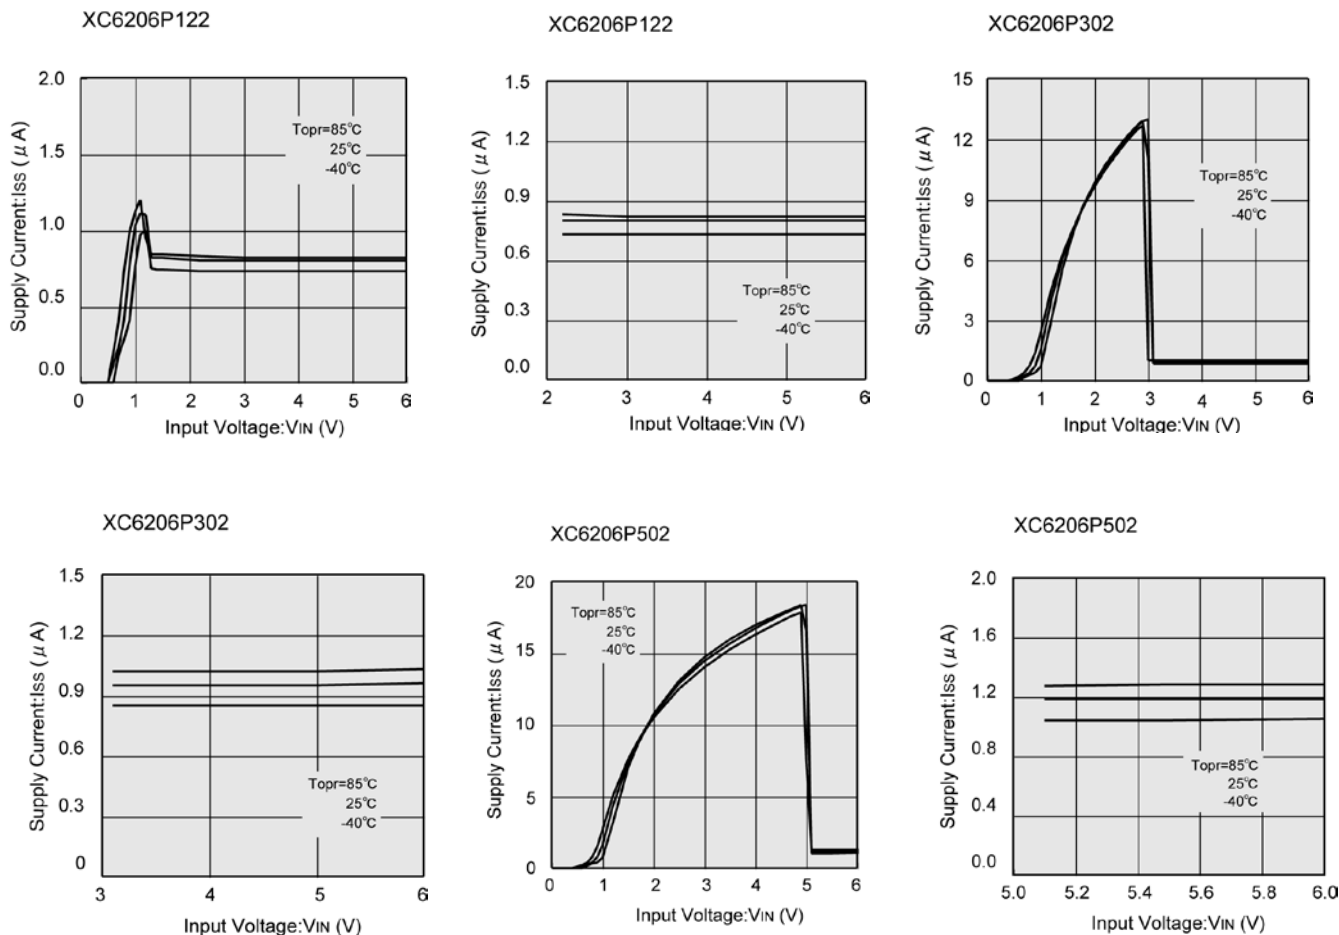 XC6206P122
2.0
1.5
1.0
0.5
0.0
Supply Current:Iss (μA)
Topr=85℃
25℃
-40℃
0 1 2 3 4 5 6
Input Voltage:VIN (V)
XC6206P122
1.5
1.2
0.9
0.6
0.3
0.0
Supply Current:Iss (μA)
Topr=85℃
25℃
-40℃
2 3 4 5 6
Input Voltage:VIN (V)
XC6206P302
15
12
9
6
3
0
Supply Current:Iss (μA)
Topr=85℃
25℃
-40℃
0 1 2 3 4 5 6
Input Voltage:VIN (V)
XC6206P302
1.5
1.2
0.9
0.6
0.3
0
Supply Current:Iss (μA)
Topr=85℃
25℃
-40℃
3 4 5 6
Input Voltage:VIN (V)
XC6206P502
20
15
10
5
0
Supply Current:Iss (μA)
Topr=85℃
25℃
-40℃
0 1 2 3 4 5 6
Input Voltage:VIN (V)
XC6206P502
2.0
1.6
1.2
0.8
0.4
0.0
Supply Current:Iss (μA)
Topr=85℃
25℃
-40℃
5.0 5.2 5.4 5.6 5.8 6.0
Input Voltage:VIN (V)